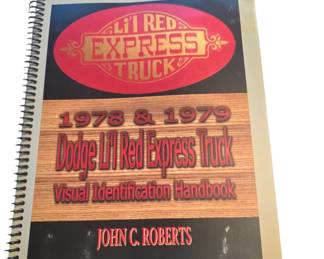 LI'L RED
EXPRESS
TRUCK
1978 & 1979
Dodge Li'l Red Express Truck
Visual Identification Handbook
JOHN C. ROBERTS